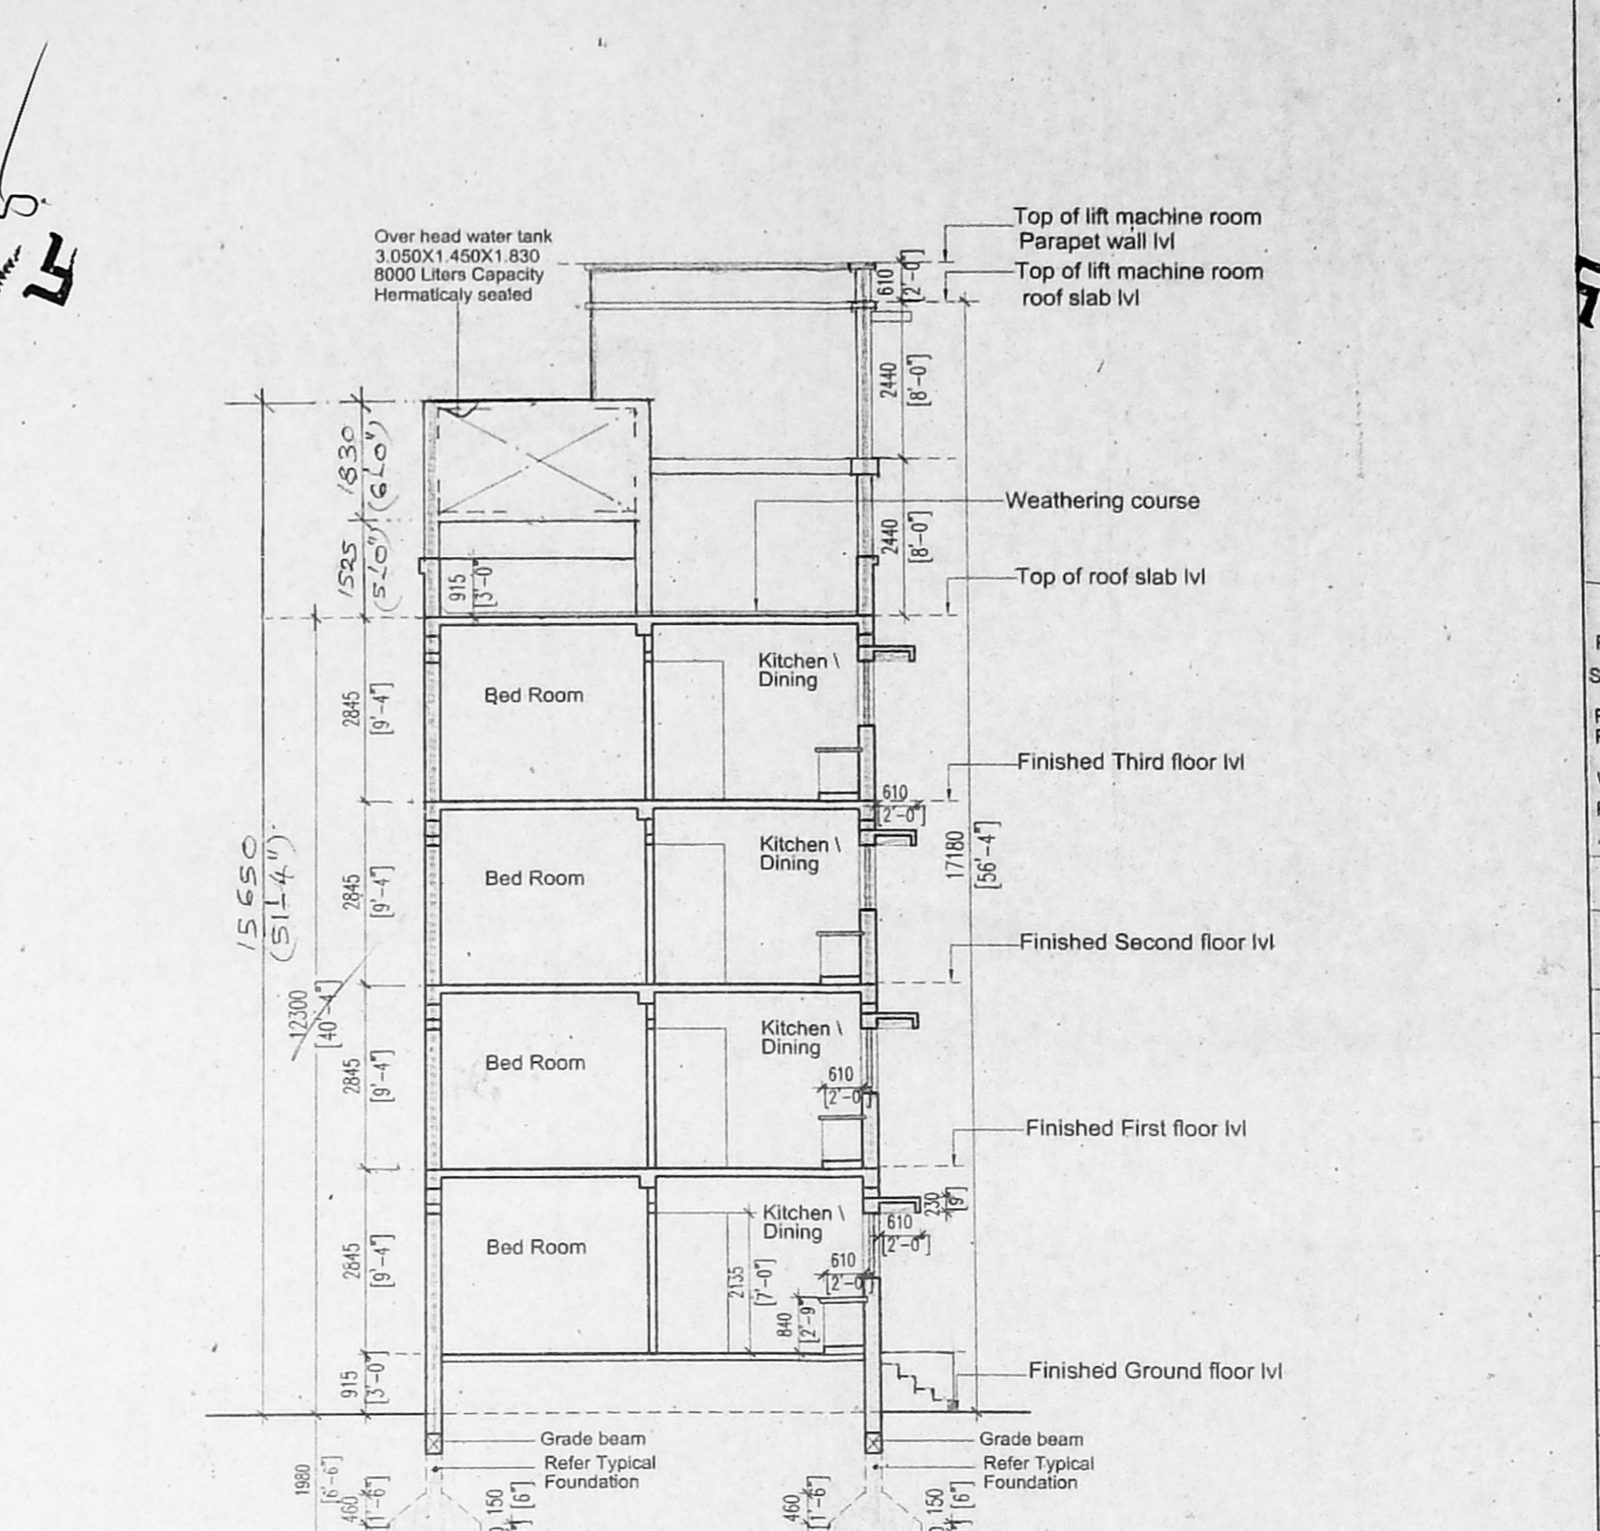 Top of lift machine room
Parapet wall lvl
Top of lift machine room
roof slab lvl
Over head water tank
3.050X1.450X1.830
8000 Liters Capacity
Hermaticaly sealed
610
[2'-0"]
2440
[8'-0"]
1830
(6'-0")
Weathering course
2440
[8'-0"]
1525
(5'-0")
915
[3'-0"
Top of roof slab lvl
Kitchen \
Dining
Bed Room
2845
[9'-4"]
Finished Third floor lvl
610
[2'-0"]
Kitchen \
Dining
Bed Room
2845
[9'-4"]
17180
[56'-4"]
15650
(51'-4")
Finished Second floor lvl
12300
[40'-4"]
Kitchen \
Dining
Bed Room
2845
[9'-4"]
610
[2'-0"]
Finished First floor lvl
Kitchen \
Dining
230
[9"]
610
[2'-0"]
Bed Room
2845
[9'-4"]
2135
[7'-0"]
610
[2'-0"]
840
[2'-9"
915
[3'-0"]
Finished Ground floor lvl
Grade beam
Refer Typical
Foundation
Grade beam
Refer Typical
Foundation
1980
[6'-6"]
460
[1'-6"]
150
[6"]
460
[1'-6"]
150
[6"]